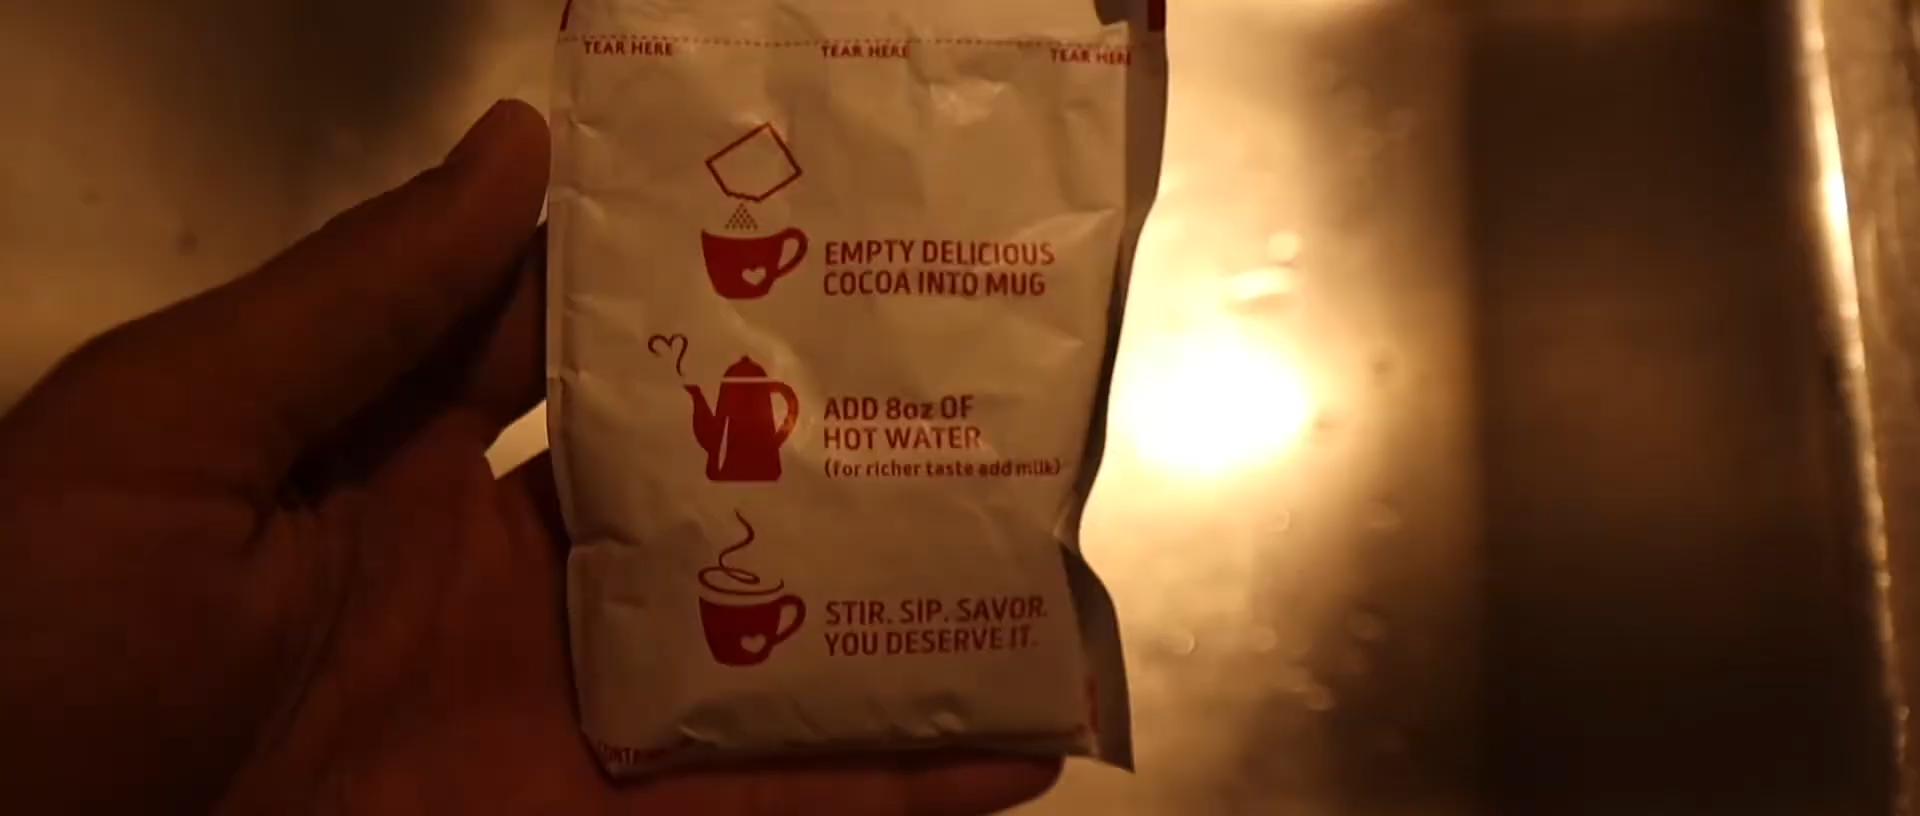 TEAR HERE TEAR HERE TEAR HERE
EMPTY DELICIOUS
COCOA INTO MUG
ADD 8oz OF
HOT WATER
(for richer taste add milk)
STIR. SIP. SAVOR.
YOU DESERVE IT.